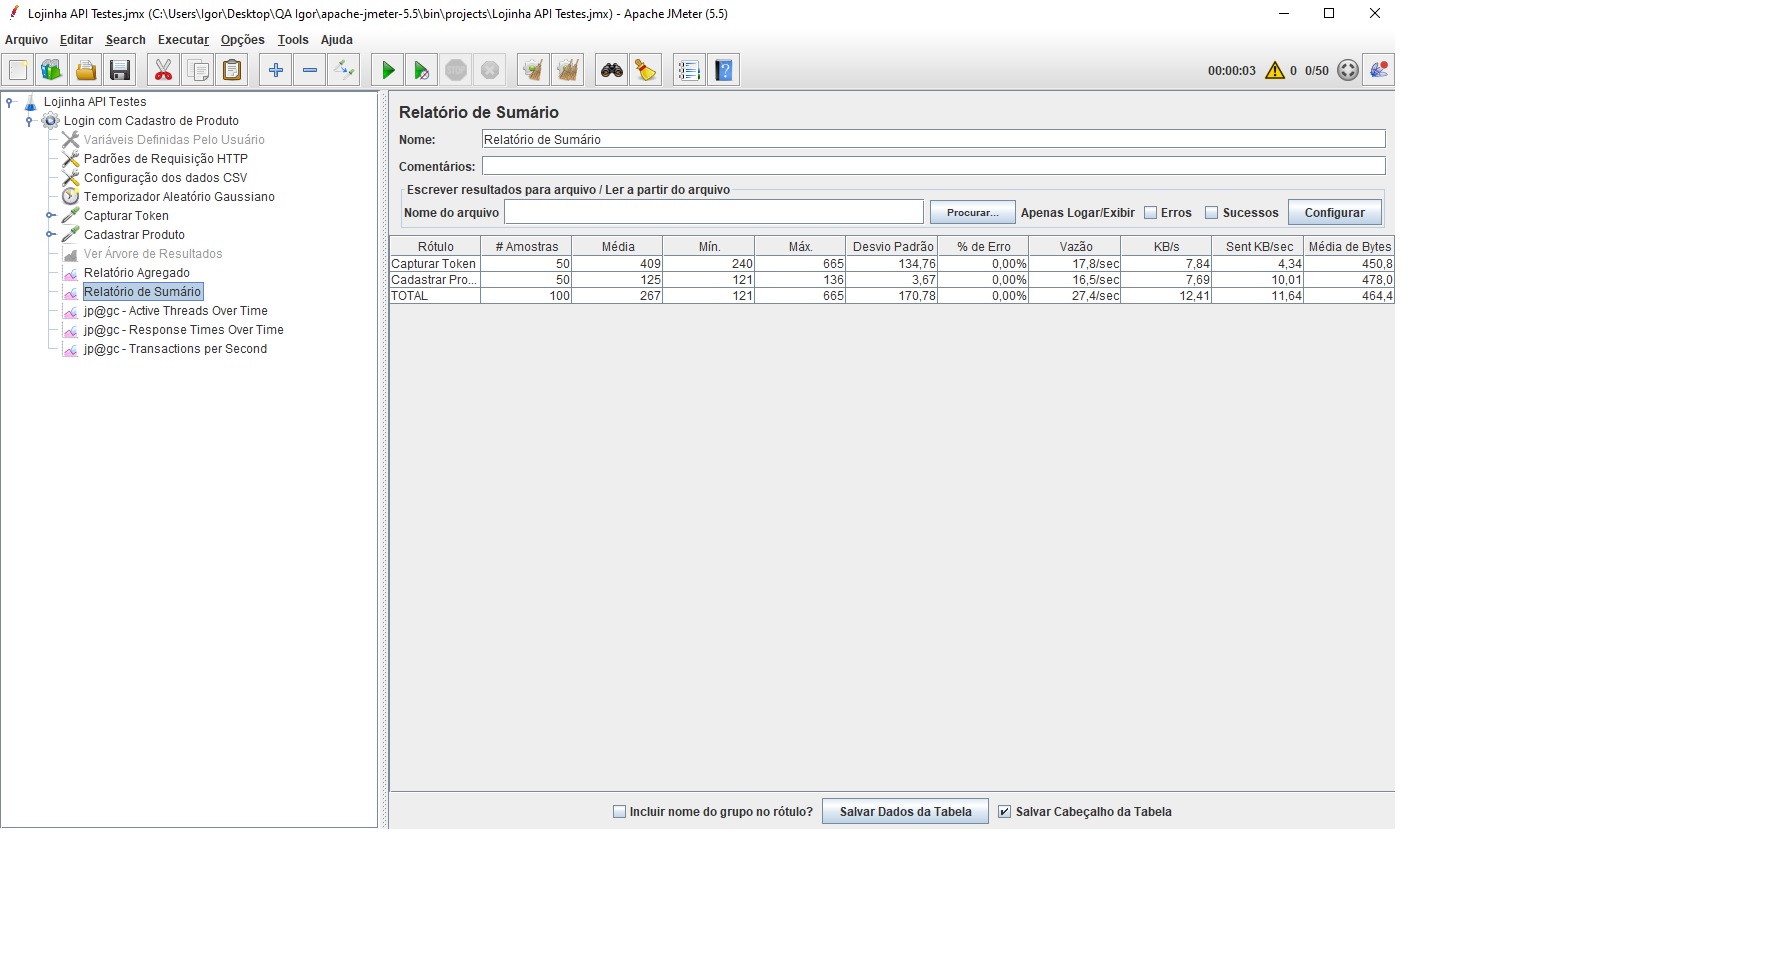 Lojinha API Testes.jmx (C:\Users\Igor\Desktop\QA Igor\apache-jmeter-5.5\bin\projects\Lojinha API Testes.jmx) - Apache JMeter (5.5)
Arquivo Editar Search Executar Opções Tools Ajuda
STOP
00:00:03 0 0/50
Lojinha API Testes
Login com Cadastro de Produto
Variáveis Definidas Pelo Usuário
Padrões de Requisição HTTP
Configuração dos dados CSV
Temporizador Aleatório Gaussiano
Capturar Token
Cadastrar Produto
Ver Árvore de Resultados
Relatório Agregado
Relatório de Sumário
jp@gc - Active Threads Over Time
jp@gc - Response Times Over Time
jp@gc - Transactions per Second
Relatório de Sumário
Nome: Relatório de Sumário
Comentários:
Escrever resultados para arquivo / Ler a partir do arquivo
Nome do arquivo Procurar... Apenas Logar/Exibir Erros Sucessos Configurar
Rótulo # Amostras Média Mín. Máx. Desvio Padrão % de Erro Vazão KB/s Sent KB/sec Média de Bytes
Capturar Token 50 409 240 665 134,76 0,00% 17,8/sec 7,84 4,34 450,8
Cadastrar Pro... 50 125 121 136 3,67 0,00% 16,5/sec 7,69 10,01 478,0
TOTAL 100 267 121 665 170,78 0,00% 27,4/sec 12,41 11,64 464,4
Incluir nome do grupo no rótulo? Salvar Dados da Tabela Salvar Cabeçalho da Tabela